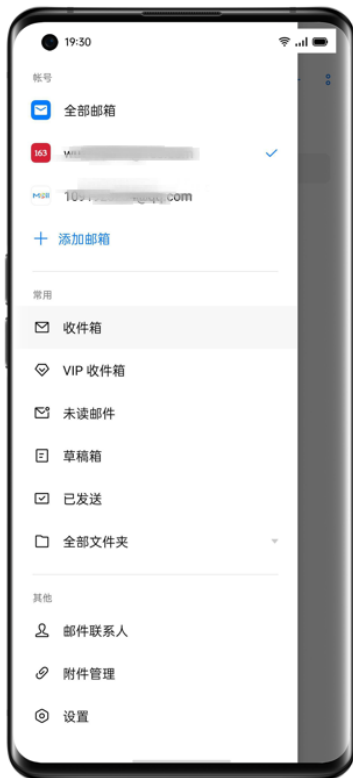 19:30
帐号
全部邮箱
163
qq.com
添加邮箱
常用
收件箱
VIP 收件箱
未读邮件
草稿箱
已发送
全部文件夹
其他
邮件联系人
附件管理
设置